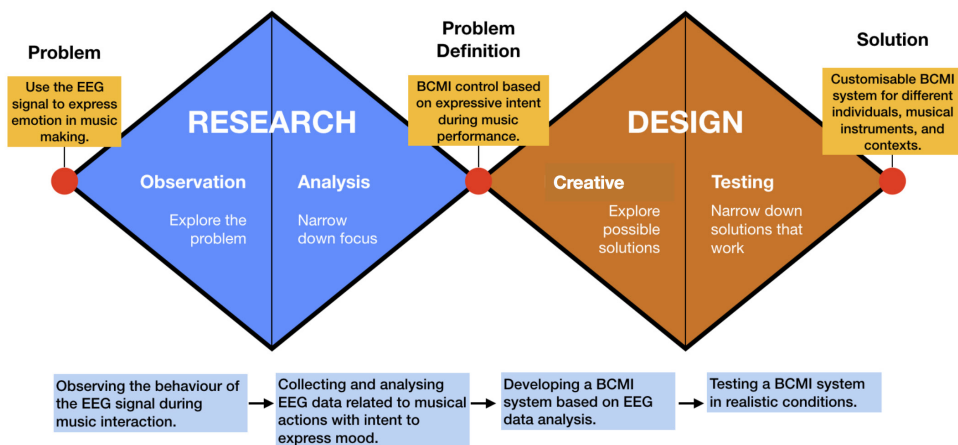 Problem
Use the EEG
signal to express
emotion in music
making.
Problem
Definition
BCMI control based
on expressive intent
during music
performance.
Solution
Customisable BCMI
system for different
individuals, musical
instruments, and
contexts.
RESEARCH
Observation
Explore the
problem
Analysis
Narrow
down focus
DESIGN
Creative
Explore
possible
solutions
Testing
Narrow down
solutions that
work
Observing the behaviour of
the EEG signal during
music interaction.
Collecting and analysing
EEG data related to musical
actions with intent to
express mood.
Developing a BCMI
system based on EEG
data analysis.
Testing a BCMI system
in realistic conditions.